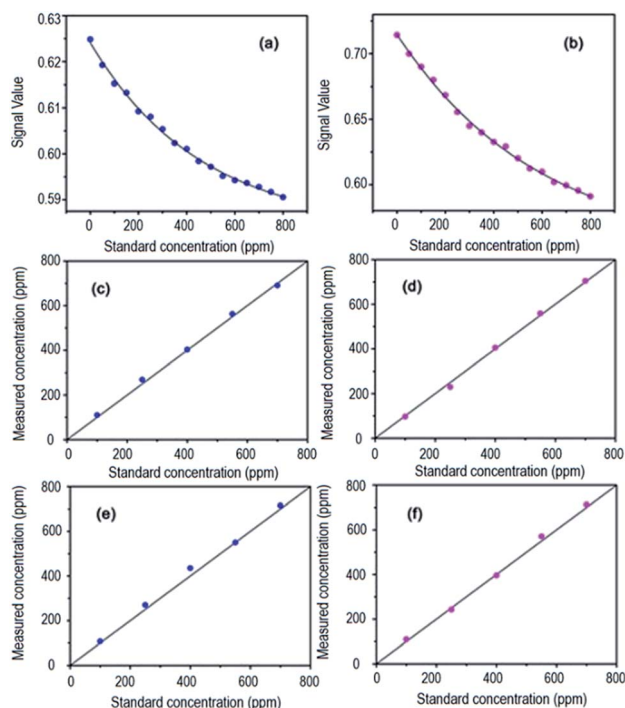 0.63
0.62
0.61
0.60
0.59
Signal Value
(a)
0 200 400 600 800
Standard concentration (ppm)
0.70
0.65
0.60
Signal Value
(b)
0 200 400 600 800
Standard concentration (ppm)
800
600
400
200
0
Measured concentration (ppm)
(c)
0 200 400 600 800
Standard concentration (ppm)
800
600
400
200
0
Measured concentration (ppm)
(d)
0 200 400 600 800
Standard concentration (ppm)
800
600
400
200
0
Measured concentration (ppm)
(e)
0 200 400 600 800
Standard concentration (ppm)
800
600
400
200
0
Measured concentration (ppm)
(f)
0 200 400 600 800
Standard concentration (ppm)